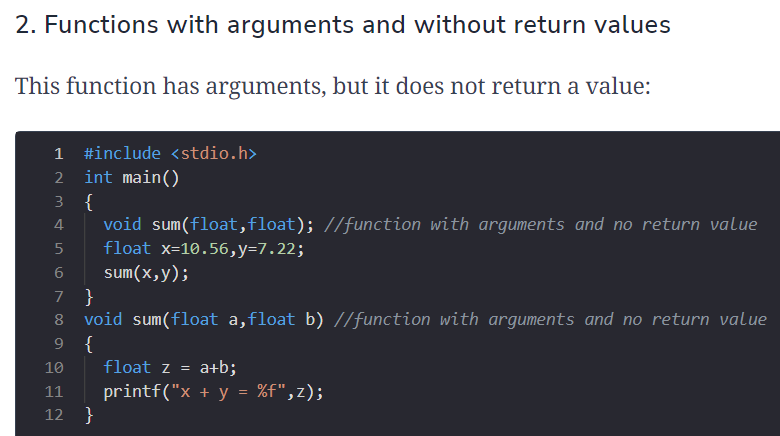 2. Functions with arguments and without return values
This function has arguments, but it does not return a value:
1 #include <stdio.h>
2 int main()
3 {
4 void sum(float,float); //function with arguments and no return value
5 float x=10.56,y=7.22;
6 sum(x,y);
7 }
8 void sum(float a,float b) //function with arguments and no return value
9 {
10 float z = a+b;
11 printf("x + y = %f",z);
12 }